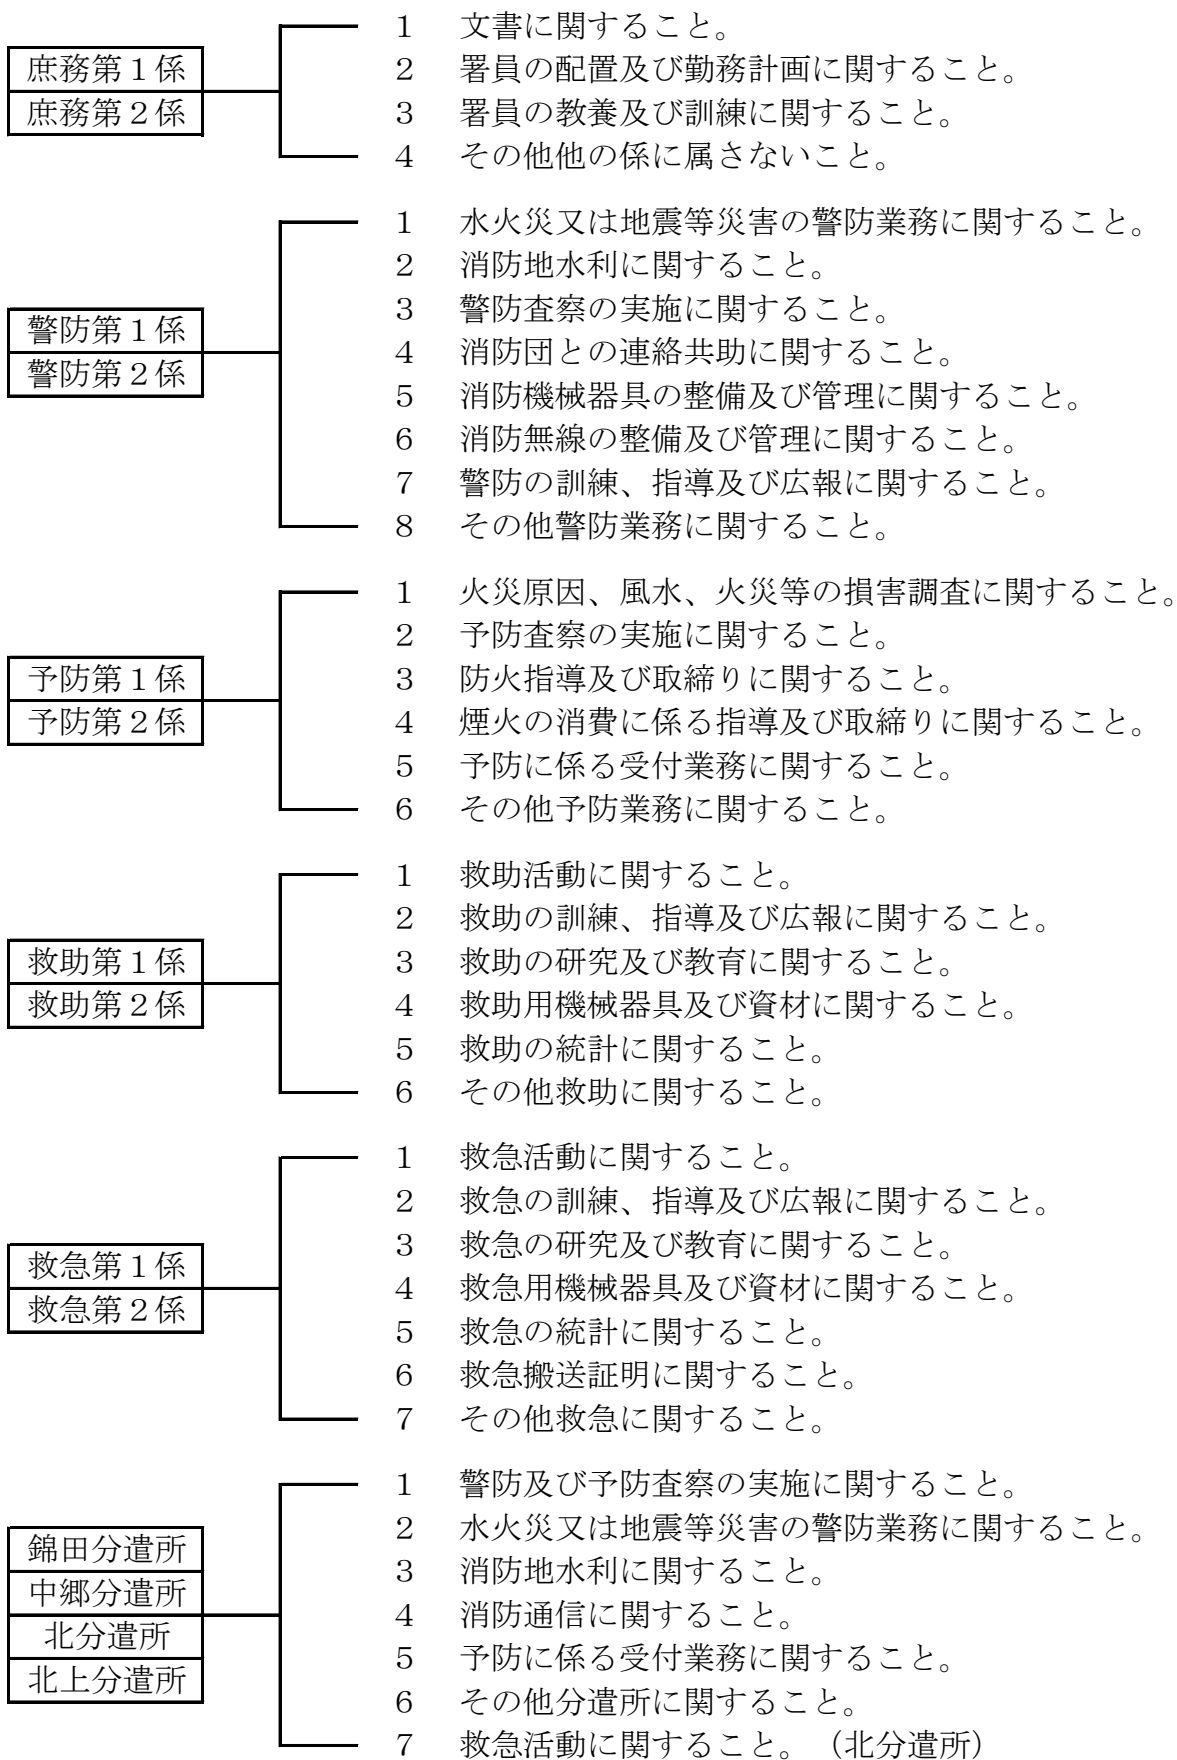 庶務第１係
庶務第２係
１　文書に関すること。
２　署員の配置及び勤務計画に関すること。
３　署員の教養及び訓練に関すること。
４　その他他の係に属さないこと。
警防第１係
警防第２係
１　水火災又は地震等災害の警防業務に関すること。
２　消防地水利に関すること。
３　警防査察の実施に関すること。
４　消防団との連絡共助に関すること。
５　消防機械器具の整備及び管理に関すること。
６　消防無線の整備及び管理に関すること。
７　警防の訓練、指導及び広報に関すること。
８　その他警防業務に関すること。
予防第１係
予防第２係
１　火災原因、風水、火災等の損害調査に関すること。
２　予防査察の実施に関すること。
３　防火指導及び取締りに関すること。
４　煙火の消費に係る指導及び取締りに関すること。
５　予防に係る受付業務に関すること。
６　その他予防業務に関すること。
救助第１係
救助第２係
１　救助活動に関すること。
２　救助の訓練、指導及び広報に関すること。
３　救助の研究及び教育に関すること。
４　救助用機械器具及び資材に関すること。
５　救助の統計に関すること。
６　その他救助に関すること。
救急第１係
救急第２係
１　救急活動に関すること。
２　救急の訓練、指導及び広報に関すること。
３　救急の研究及び教育に関すること。
４　救急用機械器具及び資材に関すること。
５　救急の統計に関すること。
６　救急搬送証明に関すること。
７　その他救急に関すること。
錦田分遣所
中郷分遣所
北分遣所
北上分遣所
１　警防及び予防査察の実施に関すること。
２　水火災又は地震等災害の警防業務に関すること。
３　消防地水利に関すること。
４　消防通信に関すること。
５　予防に係る受付業務に関すること。
６　その他分遣所に関すること。
７　救急活動に関すること。（北分遣所）